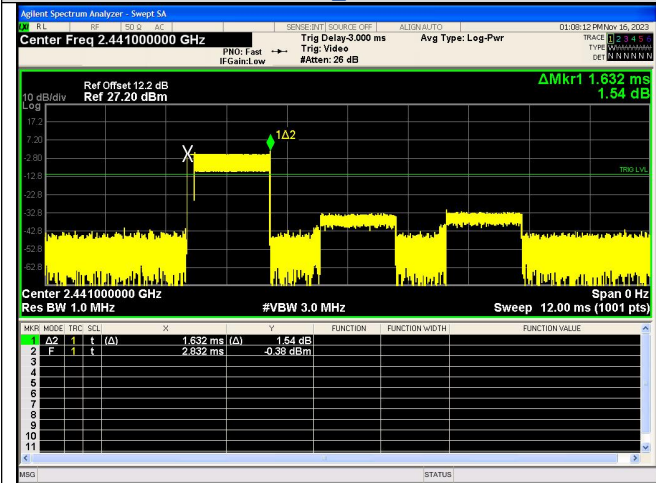 Agilent Spectrum Analyzer - Swept SA
RL RF 50 Ω AC SENSE:INT SOURCE OFF ALIGN AUTO 01:08:12 PM Nov 16, 2023
Center Freq 2.441000000 GHz
PNO: Fast
IFGain:Low
Trig Delay-3.000 ms
Trig: Video
#Atten: 26 dB
Avg Type: Log-Pwr
TRACE 1 2 3 4 5 6
TYPE
DET N N N N N N
ΔMkr1 1.632 ms
1.54 dB
Ref Offset 12.2 dB
10 dB/div Ref 27.20 dBm
Log
17.2
7.20
1Δ2
X
-2.80
TRIG LVL
-12.8
-22.8
-32.8
-42.8
-52.8
-62.8
Center 2.441000000 GHz Span 0 Hz
Res BW 1.0 MHz #VBW 3.0 MHz Sweep 12.00 ms (1001 pts)
MKR MODE TRC SCL X Y FUNCTION FUNCTION WIDTH FUNCTION VALUE
1 Δ2 1 t (Δ) 1.632 ms (Δ) 1.54 dB
2 F 1 t 2.832 ms -0.38 dBm
3
4
5
6
7
8
9
10
11
MSG STATUS